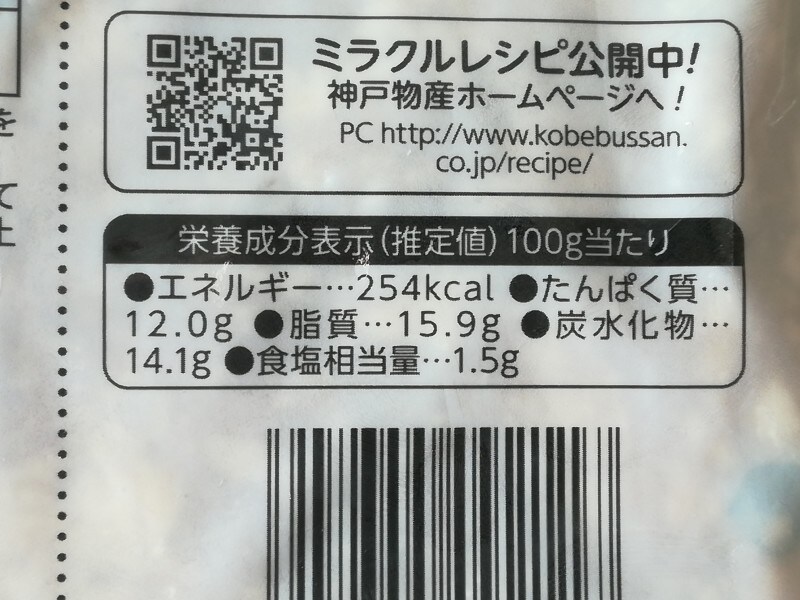 ミラクルレシピ公開中!
神戸物産ホームページへ!
PC http://www.kobebussan.
co.jp/recipe/
栄養成分表示(推定値)100g当たり
●エネルギー…254kcal ●たんぱく質…
12.0g ●脂質…15.9g ●炭水化物…
14.1g ●食塩相当量…1.5g
を
て